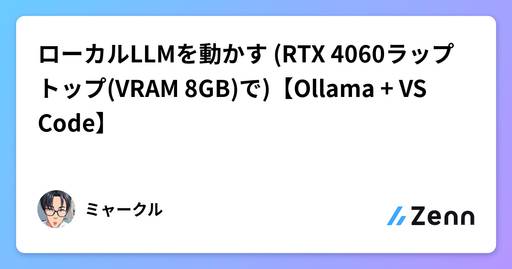 ローカルLLMを動かす (RTX 4060ラップ
トップ(VRAM 8GB)で)【Ollama + VS
Code】
ミャークル
Zenn